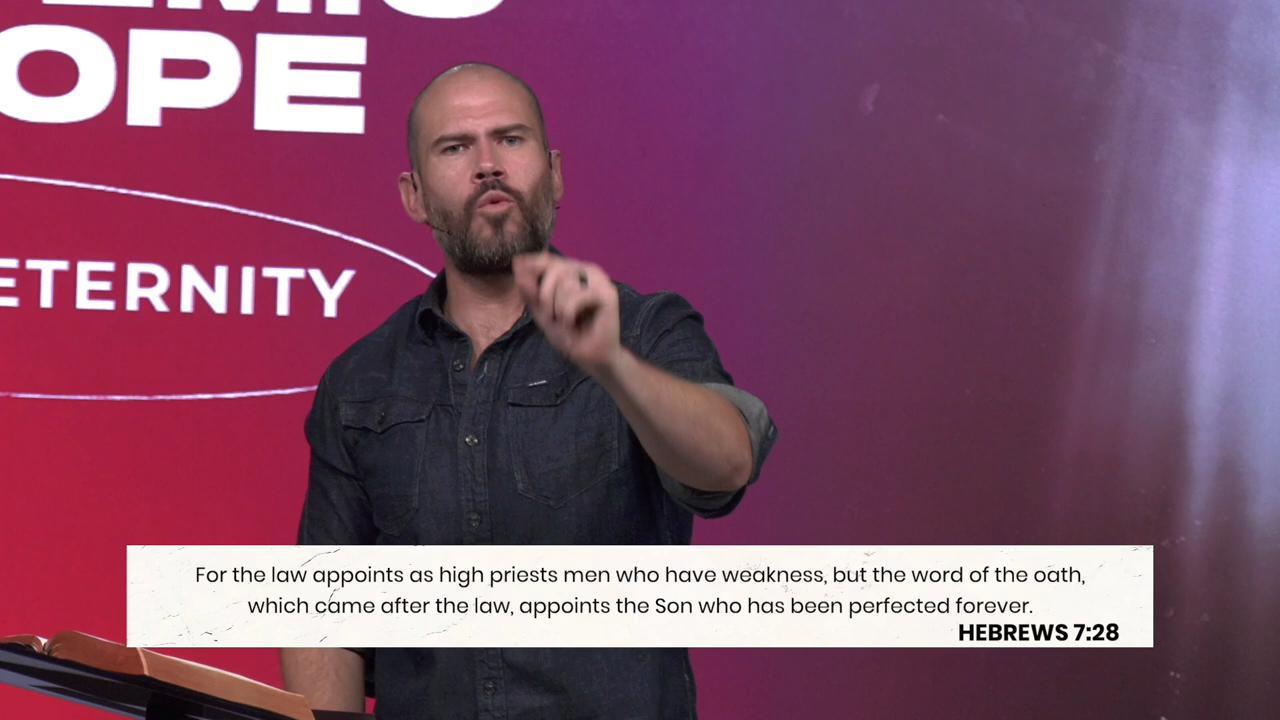 OPE
ETERNITY
For the law appoints as high priests men who have weakness, but the word of the oath,
which came after the law, appoints the Son who has been perfected forever.
HEBREWS 7:28